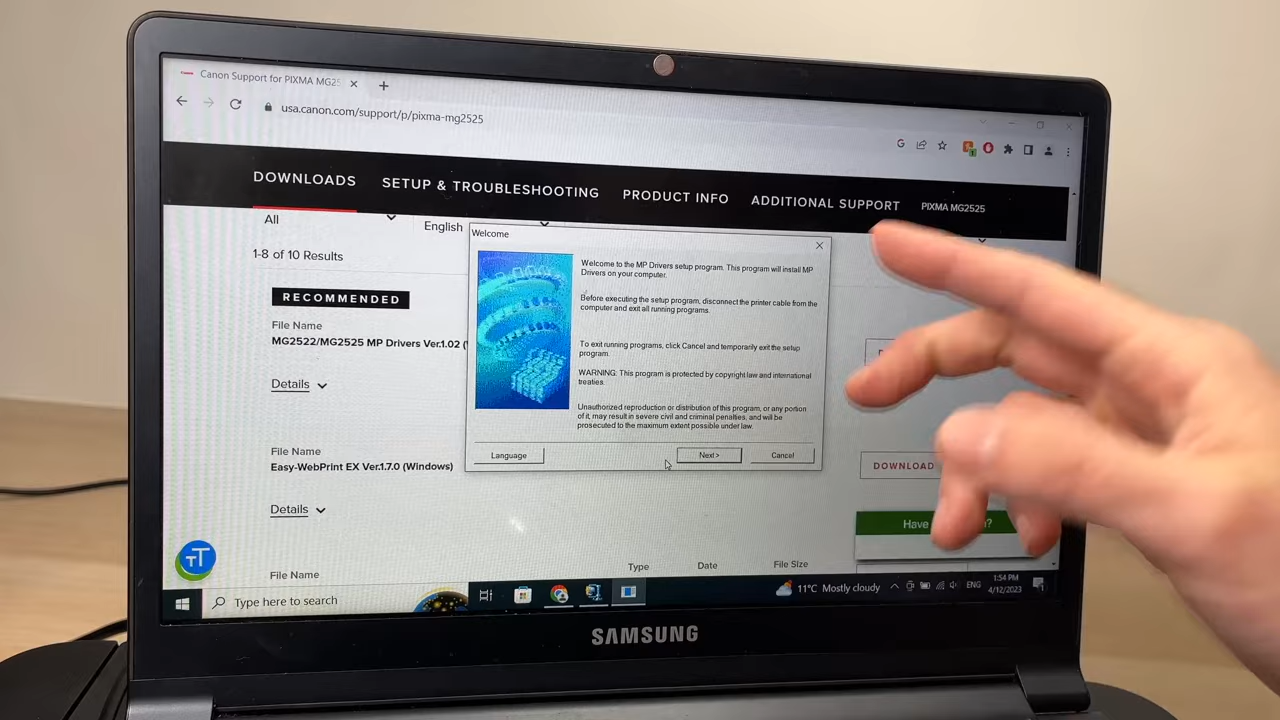 Canon Support for PIXMA MG25
usa.canon.com/support/p/pixma-mg2525
DOWNLOADS
SETUP & TROUBLESHOOTING
PRODUCT INFO
ADDITIONAL SUPPORT
PIXMA MG2525
All
English
1-8 of 10 Results
RECOMMENDED
File Name
MG2522/MG2525 MP Drivers Ver.1.02 (
Details
File Name
Easy-WebPrint EX Ver.1.7.0 (Windows)
DOWNLOAD
Details
Have
?
File Name
Type
Date
File Size
Welcome
Welcome to the MP Drivers setup program. This program will install MP
Drivers on your computer.
Before executing the setup program, disconnect the printer cable from the
computer and exit all running programs.
To exit running programs, click Cancel and temporarily exit the setup
program.
WARNING: This program is protected by copyright law and international
treaties.
Unauthorized reproduction or distribution of this program, or any portion
of it, may result in severe civil and criminal penalties, and will be
prosecuted to the maximum extent possible under law.
Language
Next>
Cancel
TT
Type here to search
11°C Mostly cloudy
ENG
1:54 PM
4/12/2023
SAMSUNG